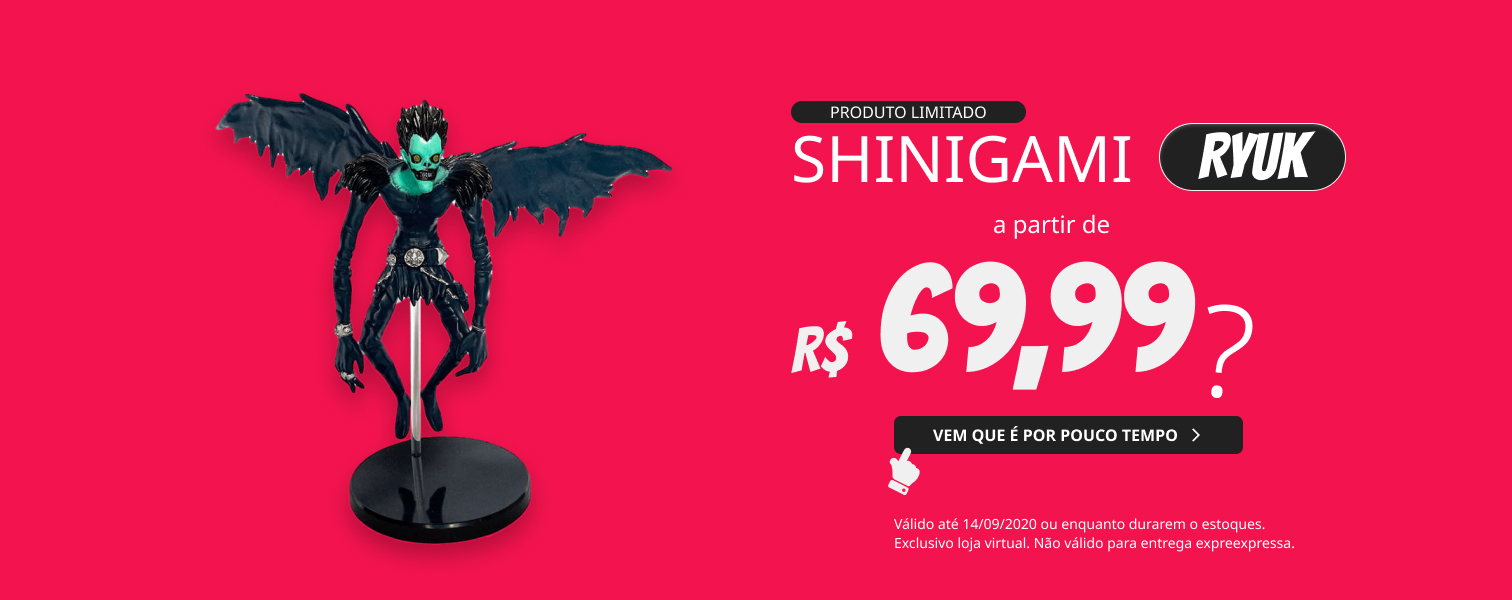 PRODUTO LIMITADO
SHINIGAMI RYUK
a partir de
R$ 69,99?
VEM QUE É POR POUCO TEMPO
Válido até 14/09/2020 ou enquanto durarem o estoques.
Exclusivo loja virtual. Não válido para entrega expreexpressa.